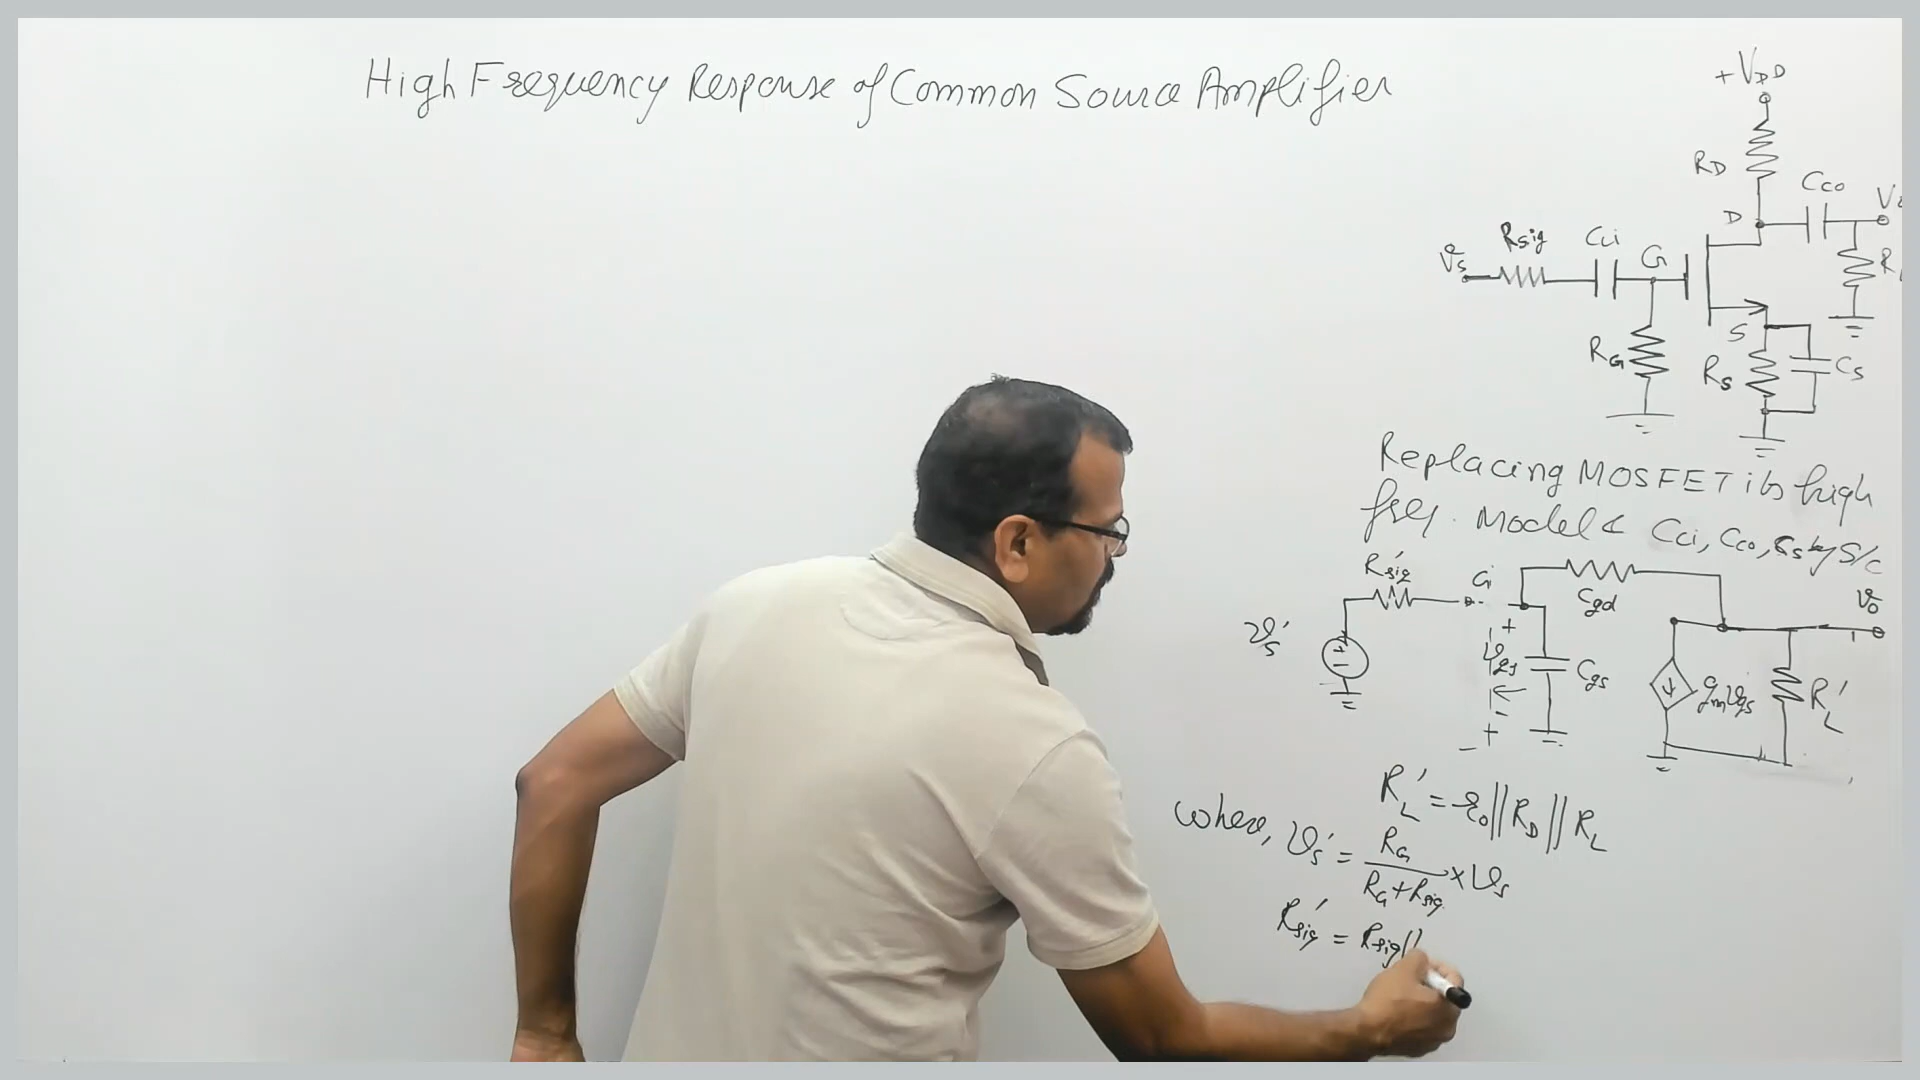 High Frequency Response of Common Source Amplifier
+VDD
RD
Cco
D
Rsig
Cci
G
Vs
S
RG
Rs
Cs
Replacing MOSFET its high
freq. Model & Cci, Cco, Cs by S/C
R'sig
G
Cgd
vo
vs'
+
vgs
-
Cgs
gmvgs
RL'
RL' = ro || RD || RL
where, vs' = RG / RG + Rsig × vs
Rsig' = Rsig ||